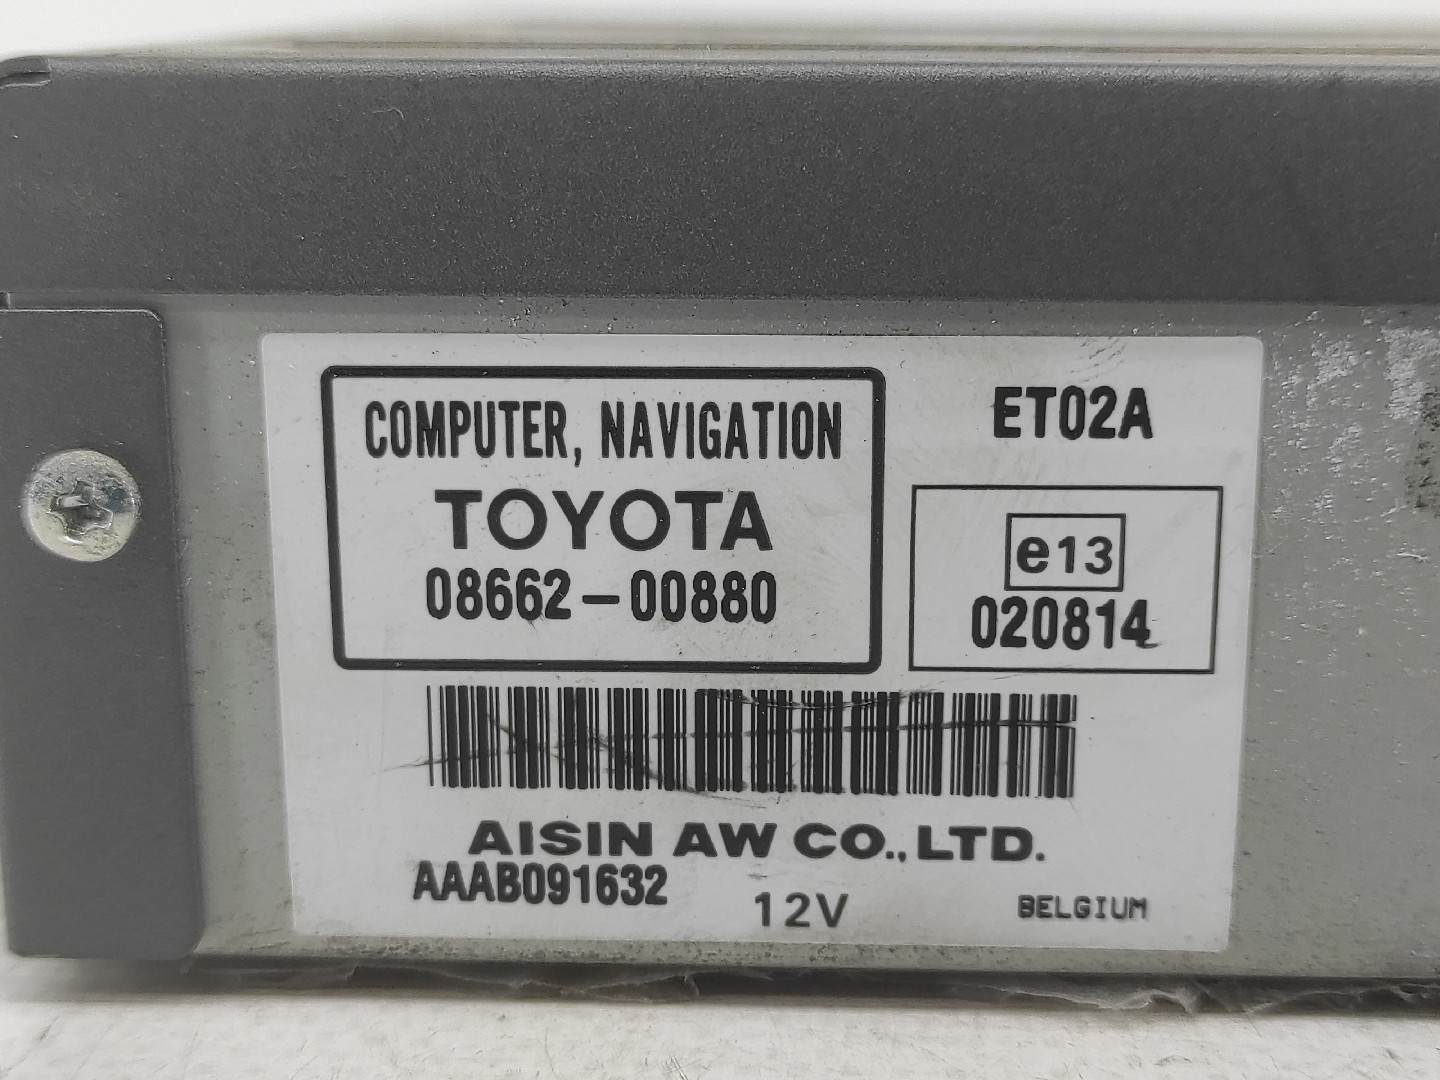 COMPUTER, NAVIGATION
TOYOTA
08662-00880
ET02A
e13
020814
AISIN AW CO., LTD.
AAAB091632
12V
BELGIUM